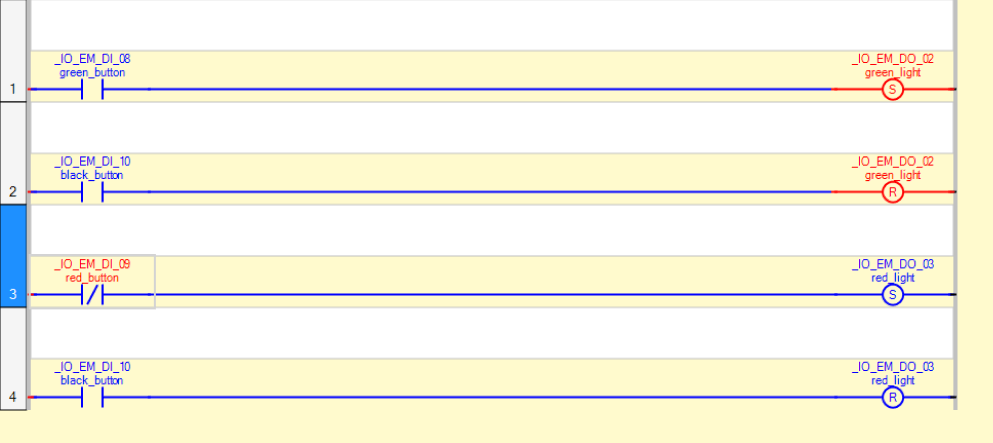 _IO_EM_DI_08 _IO_EM_DO_02
green_button green_light
1 S
_IO_EM_DI_10 _IO_EM_DO_02
black_button green_light
2 R
_IO_EM_DI_09 _IO_EM_DO_03
red_button red_light
3 S
_IO_EM_DI_10 _IO_EM_DO_03
black_button red_light
4 R